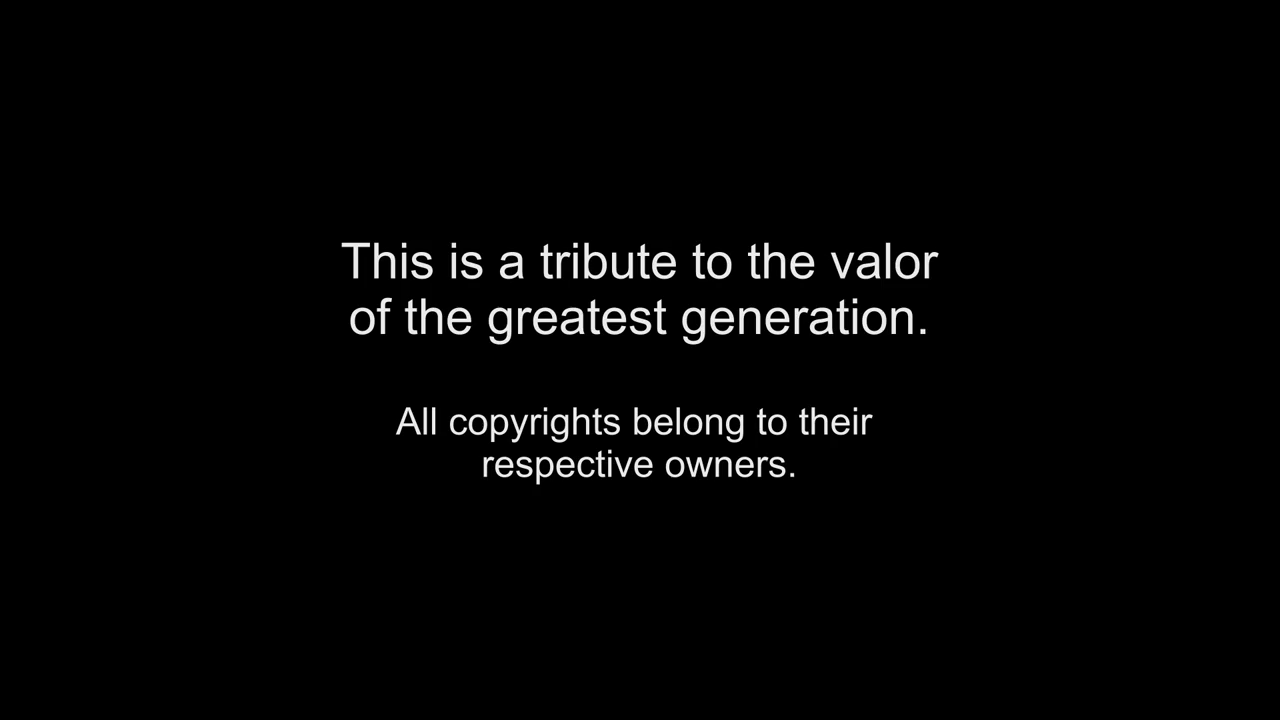 This is a tribute to the valor
of the greatest generation.
All copyrights belong to their
respective owners.